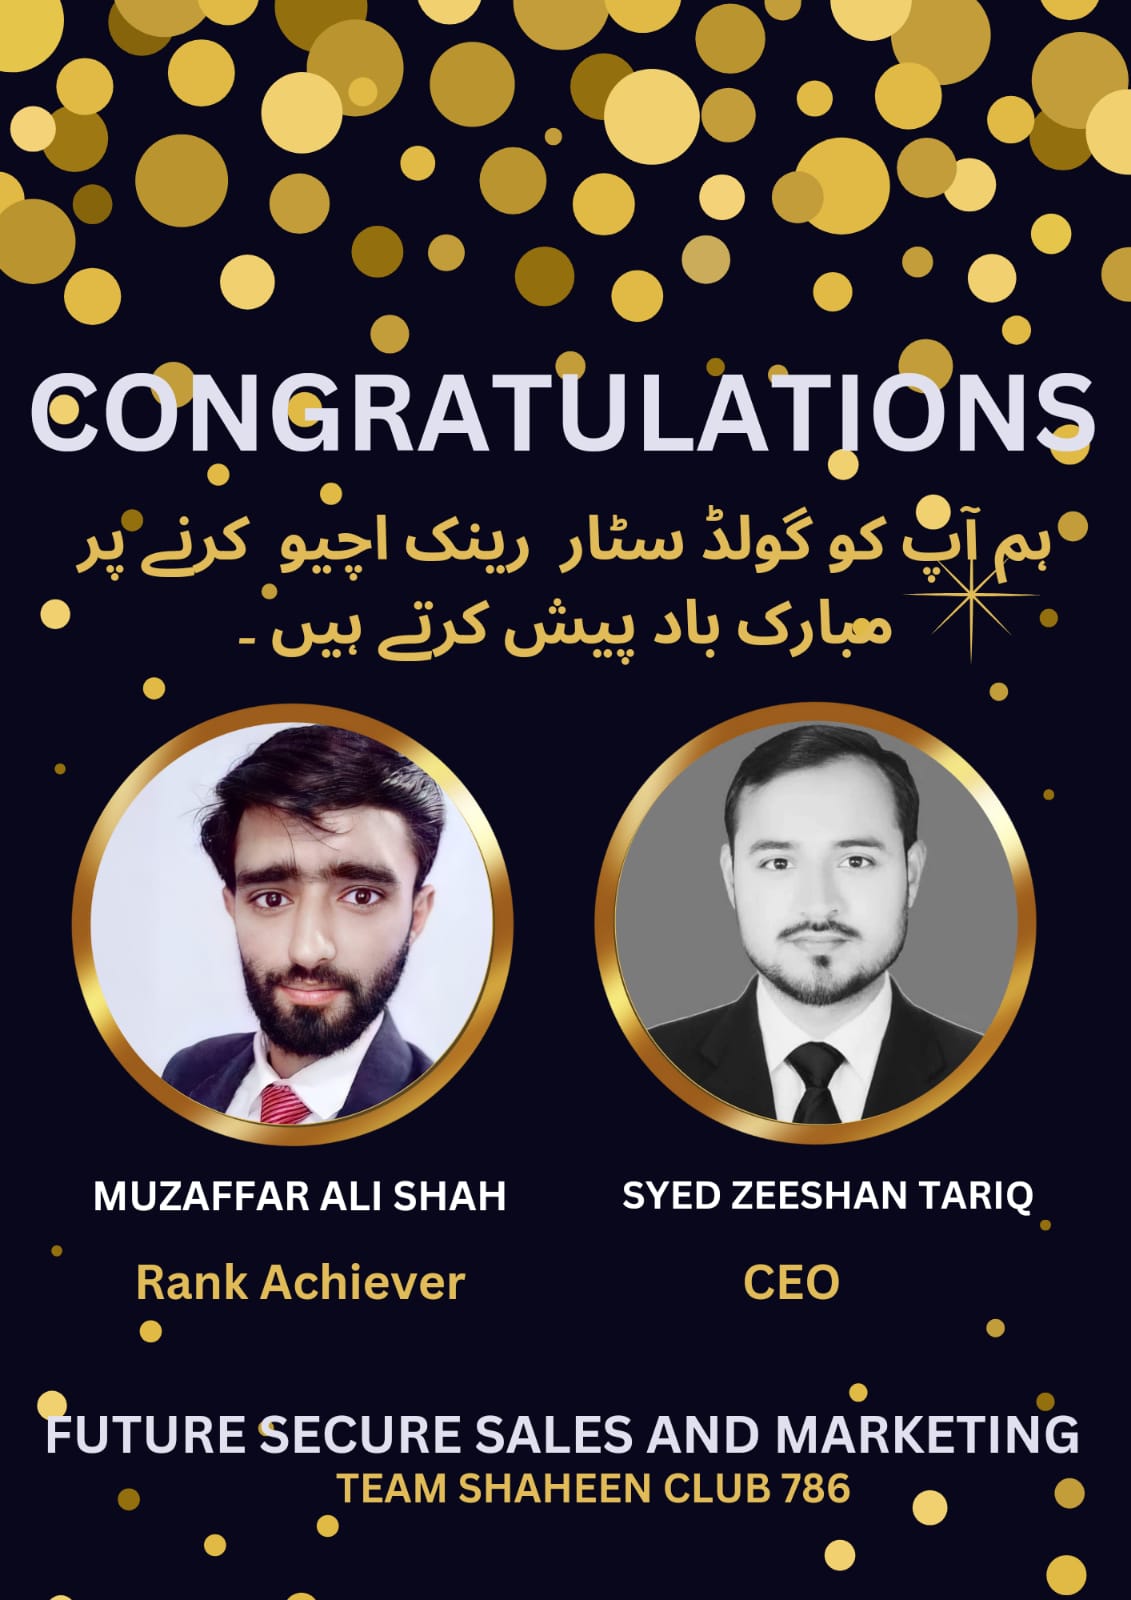 CONGRATULATIONS
ہم آپ کو گولڈ سٹار رینک اچیو کرنے پر
مبارک باد پیش کرتے ہیں ۔
MUZAFFAR ALI SHAH
SYED ZEESHAN TARIQ
Rank Achiever
CEO
FUTURE SECURE SALES AND MARKETING
TEAM SHAHEEN CLUB 786